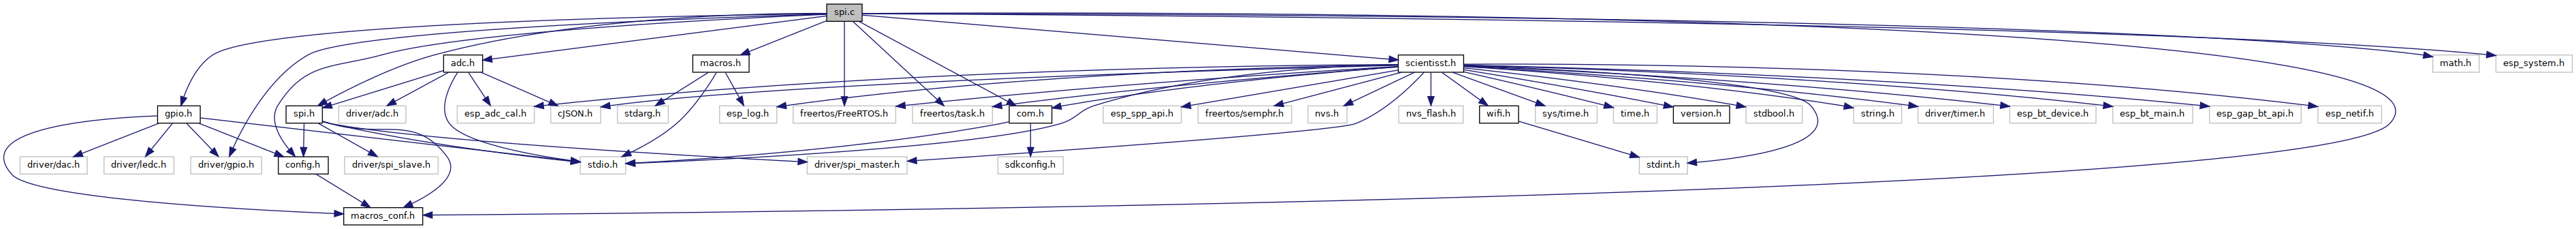 spi.c
adc.h
macros.h
scientisst.h
math.h
esp_system.h
gpio.h
spi.h
driver/adc.h
esp_adc_cal.h
cJSON.h
stdarg.h
esp_log.h
freertos/FreeRTOS.h
freertos/task.h
com.h
esp_spp_api.h
freertos/semphr.h
nvs.h
nvs_flash.h
wifi.h
sys/time.h
time.h
version.h
stdbool.h
string.h
driver/timer.h
esp_bt_device.h
esp_bt_main.h
esp_gap_bt_api.h
esp_netif.h
driver/dac.h
driver/ledc.h
driver/gpio.h
config.h
driver/spi_slave.h
stdio.h
driver/spi_master.h
sdkconfig.h
stdint.h
macros_conf.h